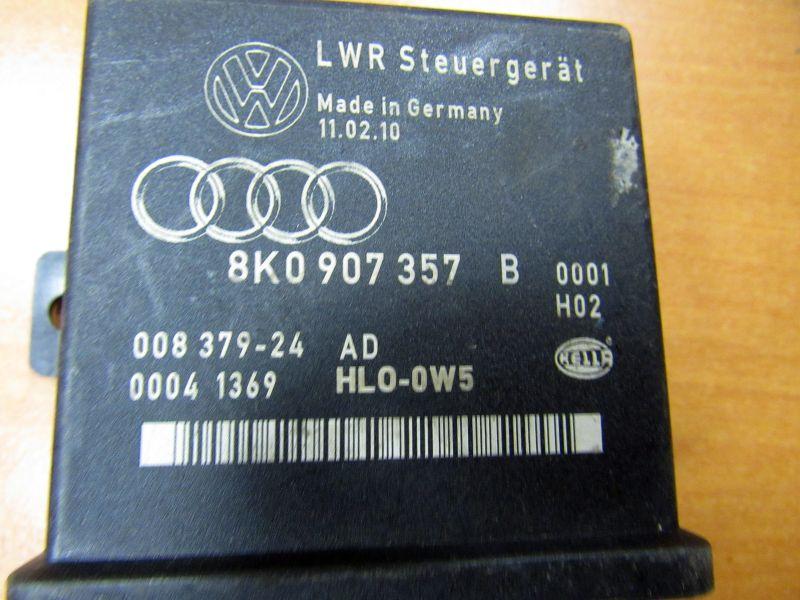 LWR Steuergerät
Made in Germany
11.02.10
8K0 907 357 B 0001
H02
008 379-24 AD
0004 1369 HLO-0W5
HELLA